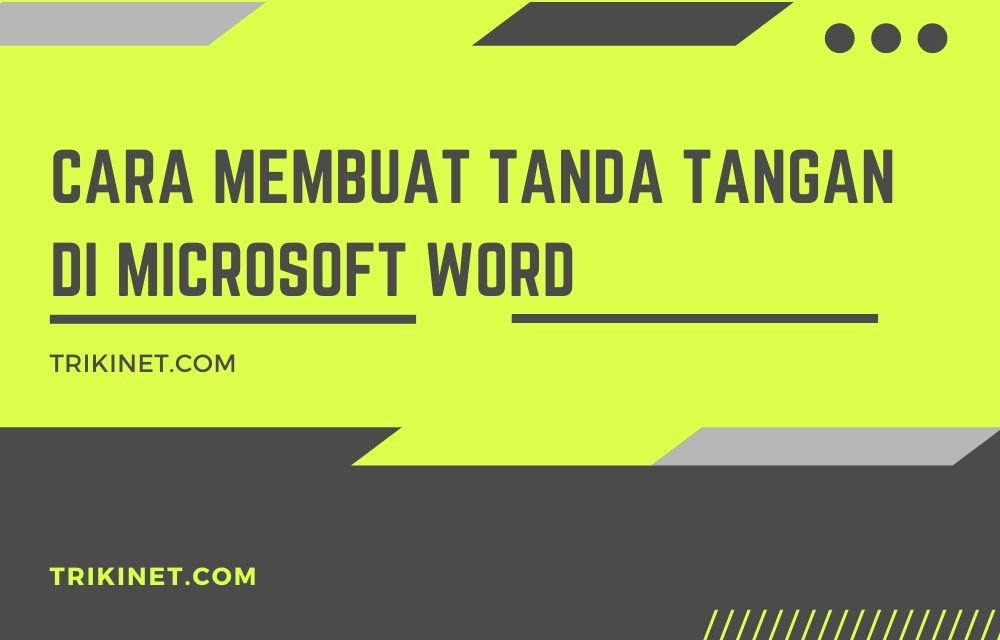 CARA MEMBUAT TANDA TANGAN
DI MICROSOFT WORD
TRIKINET.COM
TRIKINET.COM